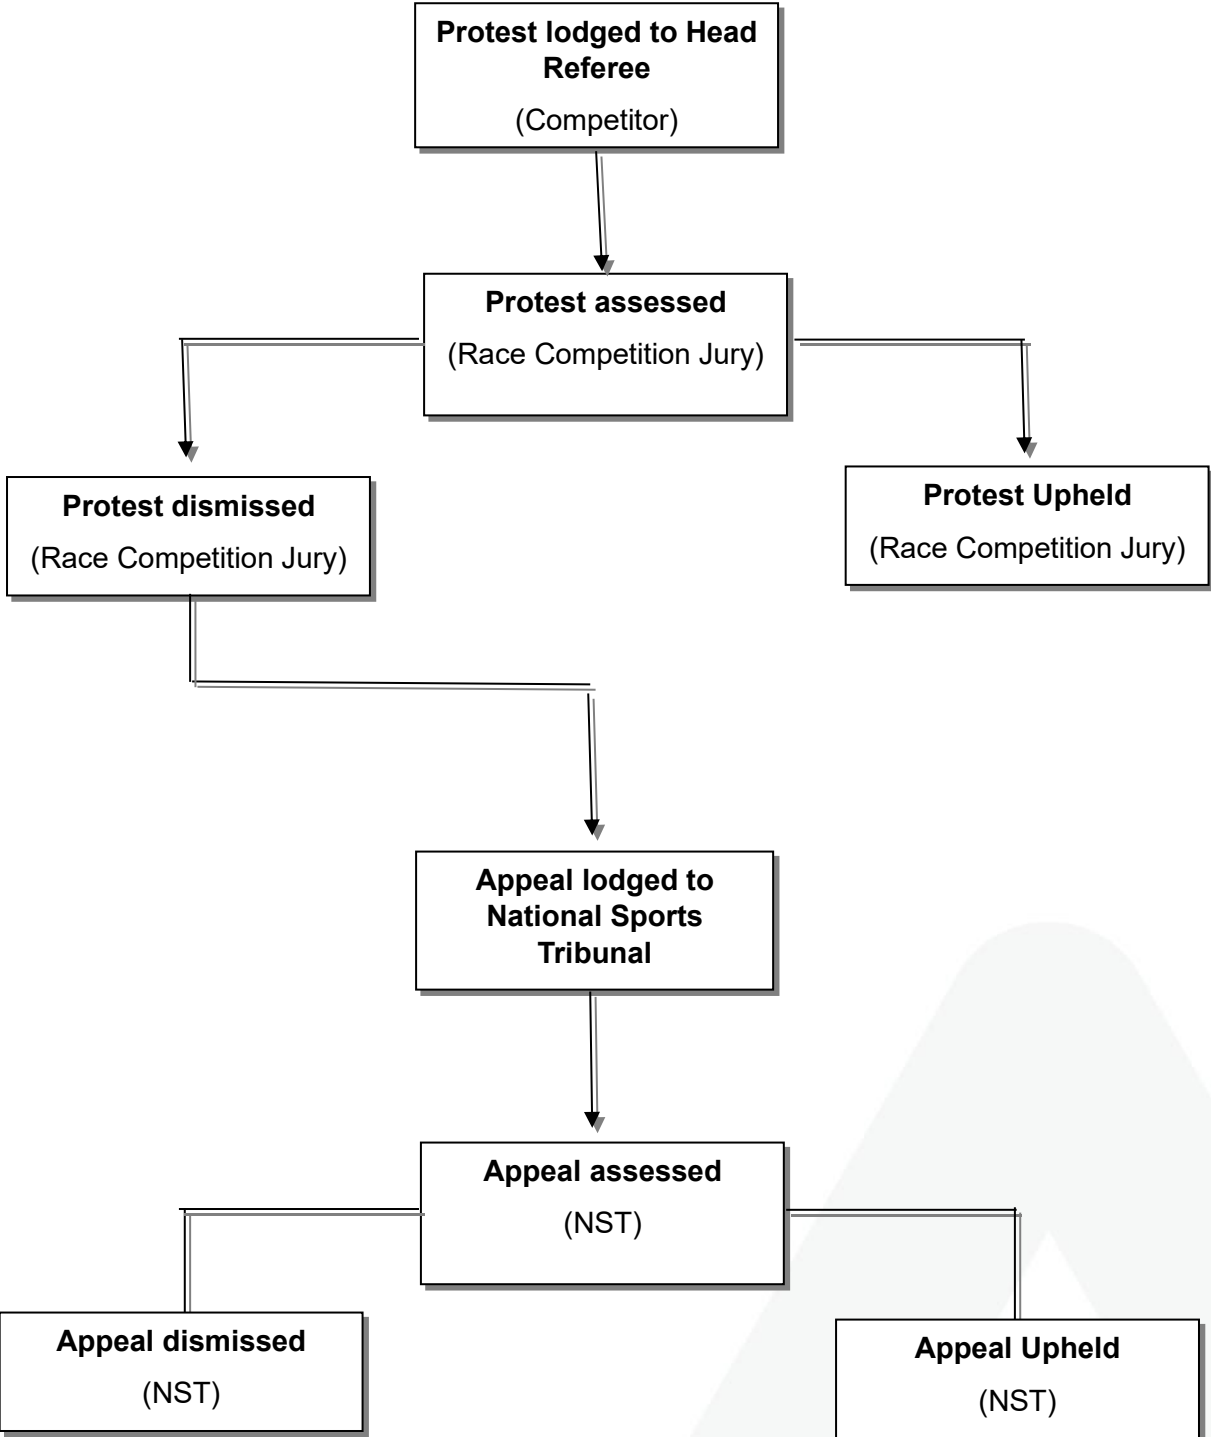 Protest lodged to Head
Referee
(Competitor)
Protest assessed
(Race Competition Jury)
Protest dismissed
(Race Competition Jury)
Protest Upheld
(Race Competition Jury)
Appeal lodged to
National Sports
Tribunal
Appeal assessed
(NST)
Appeal dismissed
(NST)
Appeal Upheld
(NST)